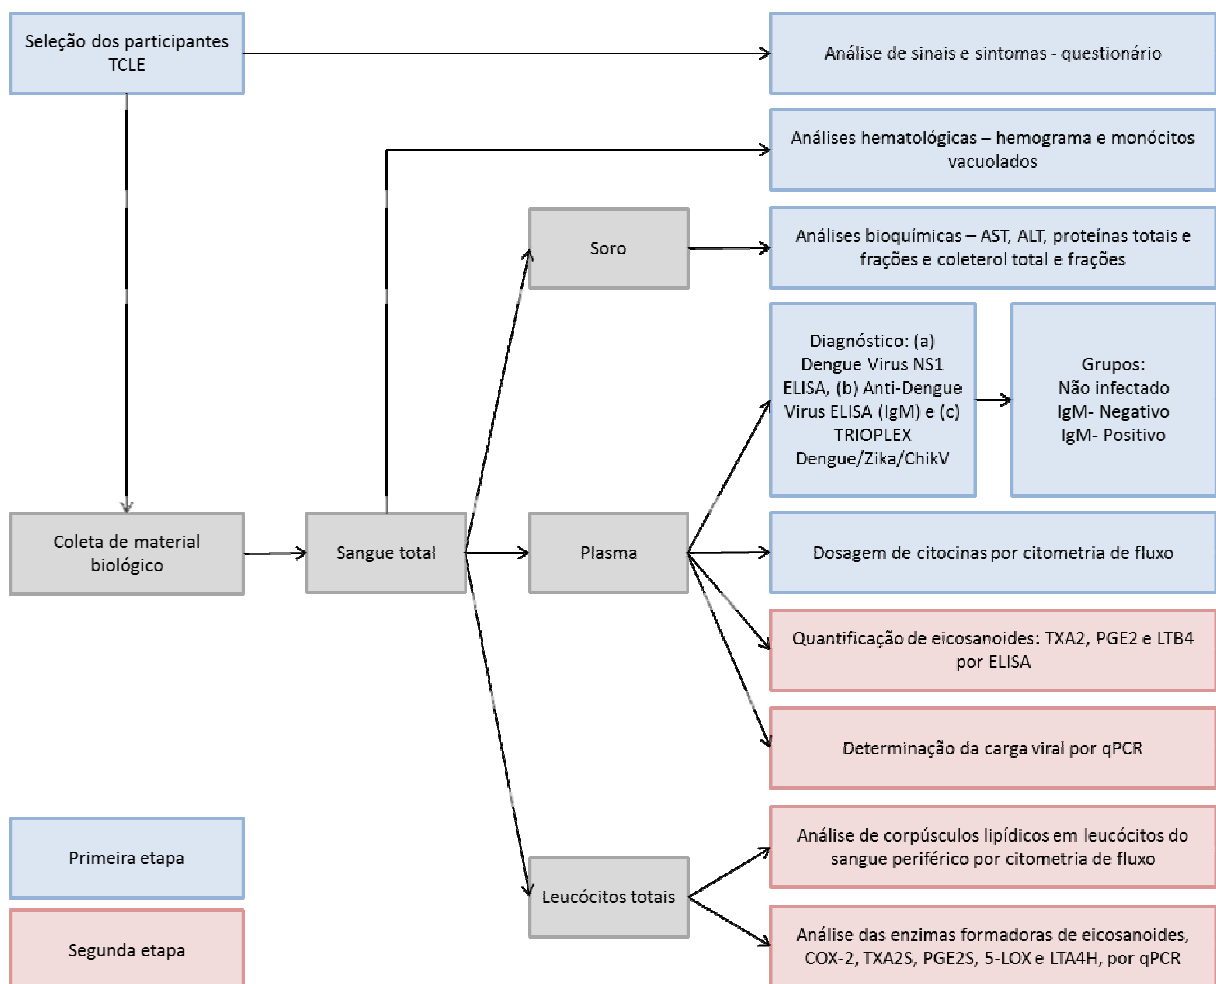 Seleção dos participantes
TCLE
Análise de sinais e sintomas - questionário
Análises hematológicas – hemograma e monócitos
vacuolados
Soro
Análises bioquímicas – AST, ALT, proteínas totais e
frações e coleterol total e frações
Diagnóstico: (a)
Dengue Virus NS1
ELISA, (b) Anti-Dengue
Virus ELISA (IgM) e (c)
TRIOPLEX
Dengue/Zika/ChikV
Grupos:
Não infectado
IgM- Negativo
IgM- Positivo
Coleta de material
biológico
Sangue total
Plasma
Dosagem de citocinas por citometria de fluxo
Quantificação de eicosanoides: TXA2, PGE2 e LTB4
por ELISA
Determinação da carga viral por qPCR
Primeira etapa
Análise de corpúsculos lipídicos em leucócitos do
sangue periférico por citometria de fluxo
Leucócitos totais
Segunda etapa
Análise das enzimas formadoras de eicosanoides,
COX-2, TXA2S, PGE2S, 5-LOX e LTA4H, por qPCR